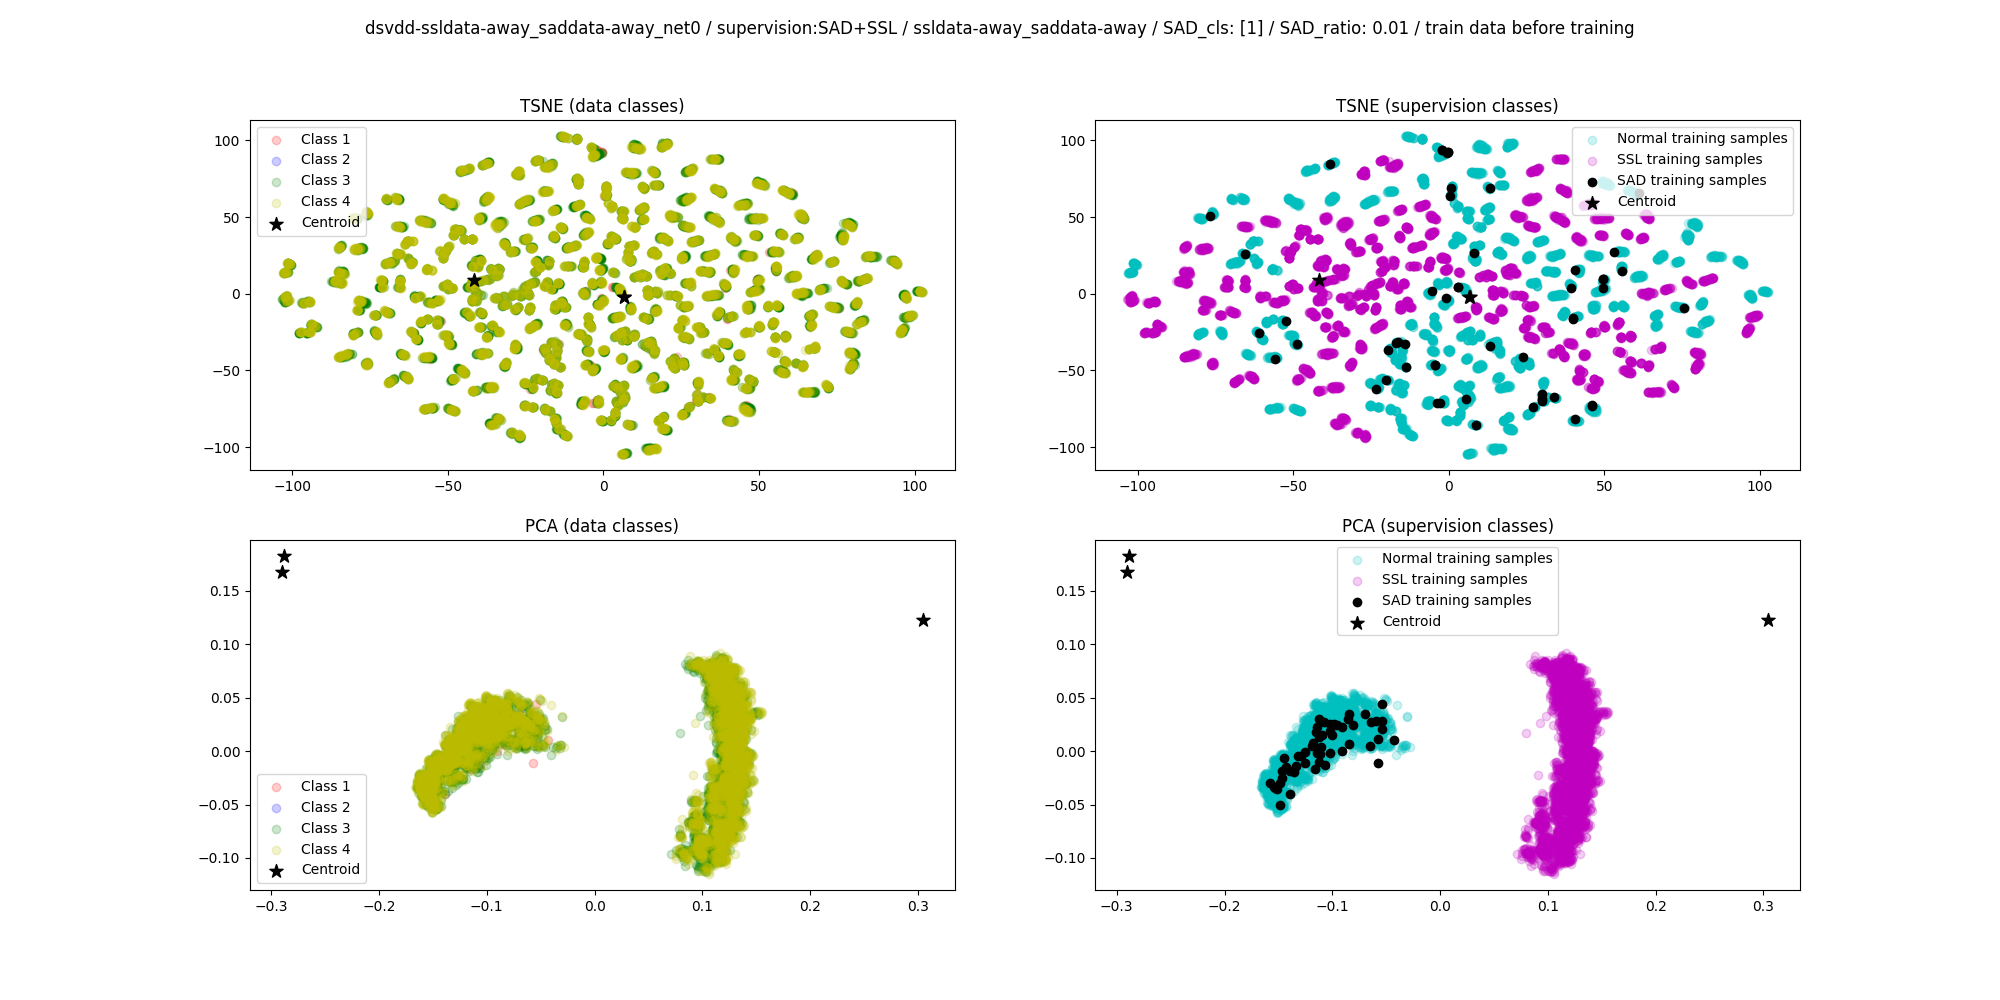 dsvdd-ssldata-away_saddata-away_net0 / supervision:SAD+SSL / ssldata-away_saddata-away / SAD_cls: [1] / SAD_ratio: 0.01 / train data before training
TSNE (data classes)
100
50
0
−50
−100
−100
−50
0
50
100
Class 1
Class 2
Class 3
Class 4
Centroid
TSNE (supervision classes)
100
50
0
−50
−100
−100
−50
0
50
100
Normal training samples
SSL training samples
SAD training samples
Centroid
PCA (data classes)
0.15
0.10
0.05
0.00
−0.05
−0.10
−0.3
−0.2
−0.1
0.0
0.1
0.2
0.3
Class 1
Class 2
Class 3
Class 4
Centroid
PCA (supervision classes)
0.15
0.10
0.05
0.00
−0.05
−0.10
−0.3
−0.2
−0.1
0.0
0.1
0.2
0.3
Normal training samples
SSL training samples
SAD training samples
Centroid